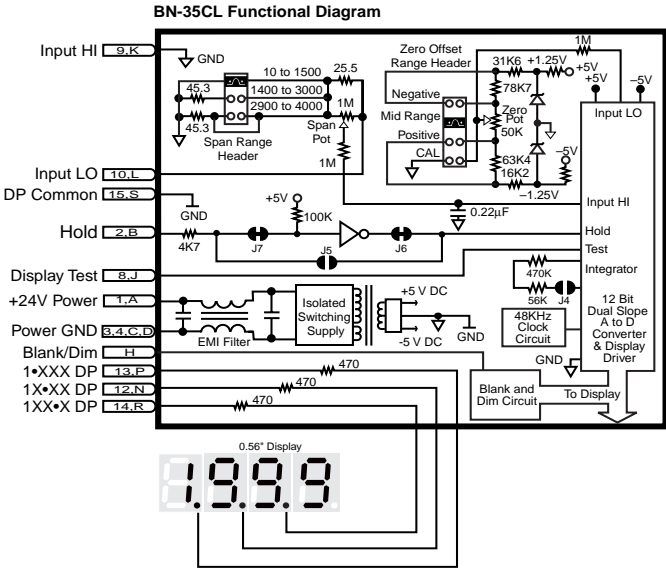 BN-35CL Functional Diagram
Input HI 9,K
GND
10 to 1500
25.5
45.3
1400 to 3000
2900 to 4000
1M
45.3
Span Range
Header
Span
Pot
1M
Zero Offset
Range Header
1M
31K6
+1.25V
+5V
78K7
+5V
–5V
Negative
Mid Range
Positive
CAL
Zero
Pot
50K
–5V
63K4
16K2
–1.25V
Input LO
Input LO 10,L
DP Common 15,S
GND
Input HI
0.22µF
Hold 2,B
4K7
+5V
100K
J7
J5
J6
Hold
Test
Integrator
Display Test 8,J
470K
56K
J4
+24V Power 1,A
Power GND 3,4,C,D
EMI Filter
Isolated
Switching
Supply
+5 V DC
-5 V DC
GND
48KHz
Clock
Circuit
GND
12 Bit
Dual Slope
A to D
Converter
& Display
Driver
Blank/Dim H
Blank and
Dim Circuit
To Display
1•XXX DP 13,P
470
1X•XX DP 12,N
470
1XX•X DP 14,R
470
0.56" Display
1.9.9.9